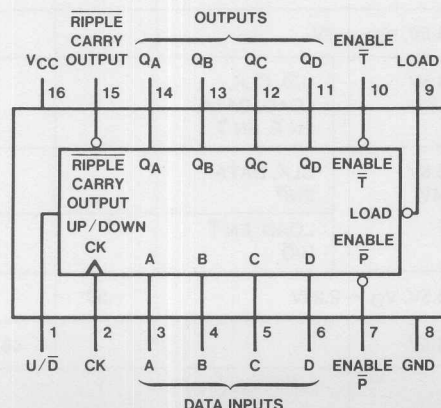 RIPPLE OUTPUTS
CARRY ENABLE
VCC OUTPUT QA QB QC QD T LOAD
16 15 14 13 12 11 10 9
RIPPLE QA QB QC QD ENABLE
CARRY T
OUTPUT LOAD
UP/DOWN ENABLE
CK A B C D P
1 2 3 4 5 6 7 8
U/D CK A B C D ENABLE GND
P
DATA INPUTS